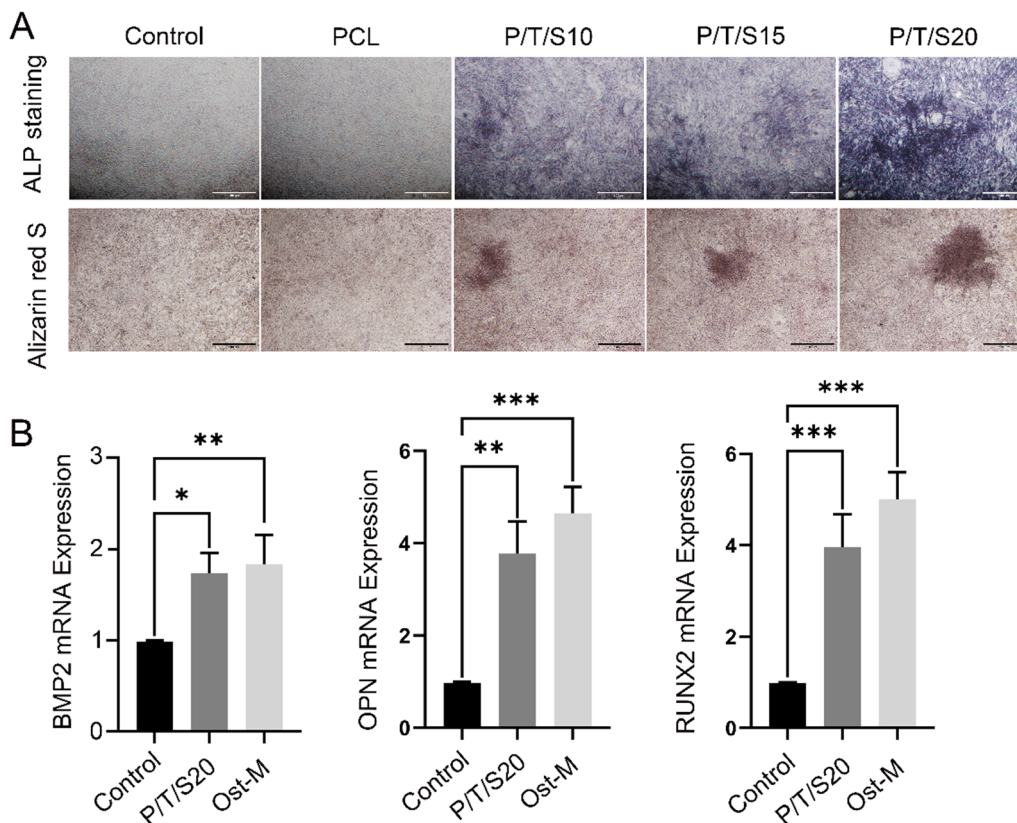 A
Control PCL P/T/S10 P/T/S15 P/T/S20
ALP staining
Alizarin red S
B
BMP2 mRNA Expression
3
2
1
0
**
*
Control
P/T/S20
Ost-M
OPN mRNA Expression
6
4
2
0
***
**
Control
P/T/S20
Ost-M
RUNX2 mRNA Expression
6
4
2
0
***
***
Control
P/T/S20
Ost-M